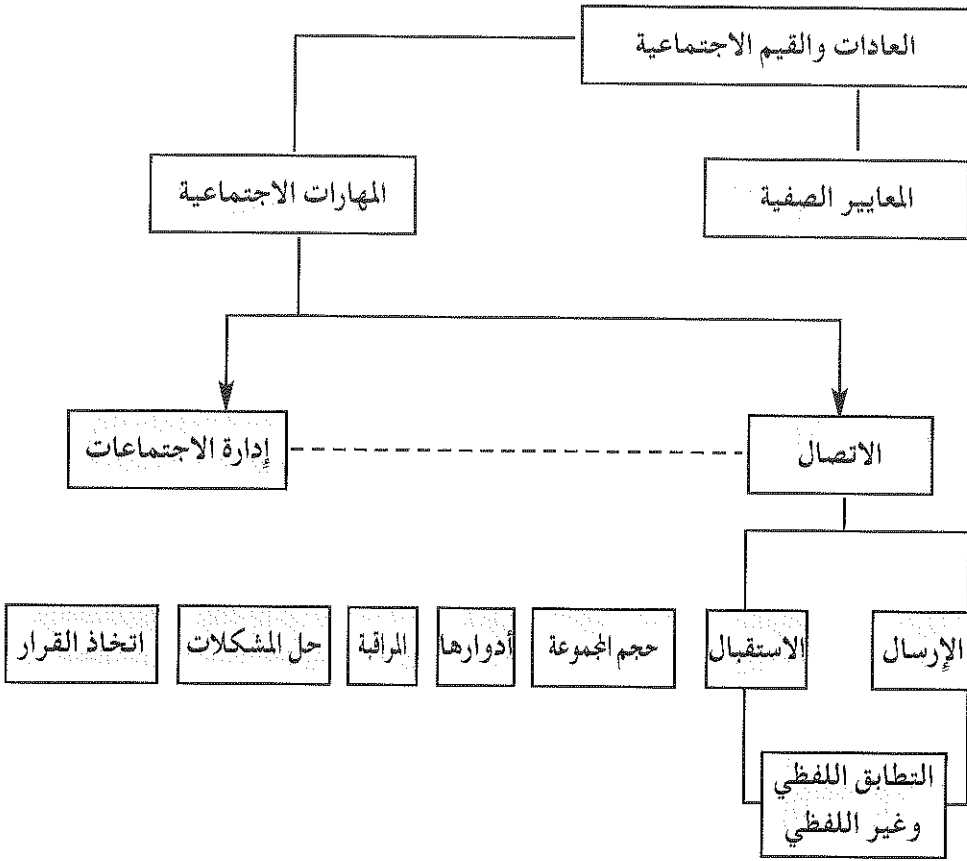 العادات والقيم الاجتماعية
المعايير الصفية
المهارات الاجتماعية
الاتصال
إدارة الاجتماعات
الإرسال
الاستقبال
حجم المجموعة
أدوارها
المراقبة
حل المشكلات
اتخاذ القرار
التطابق اللفظي
وغير اللفظي